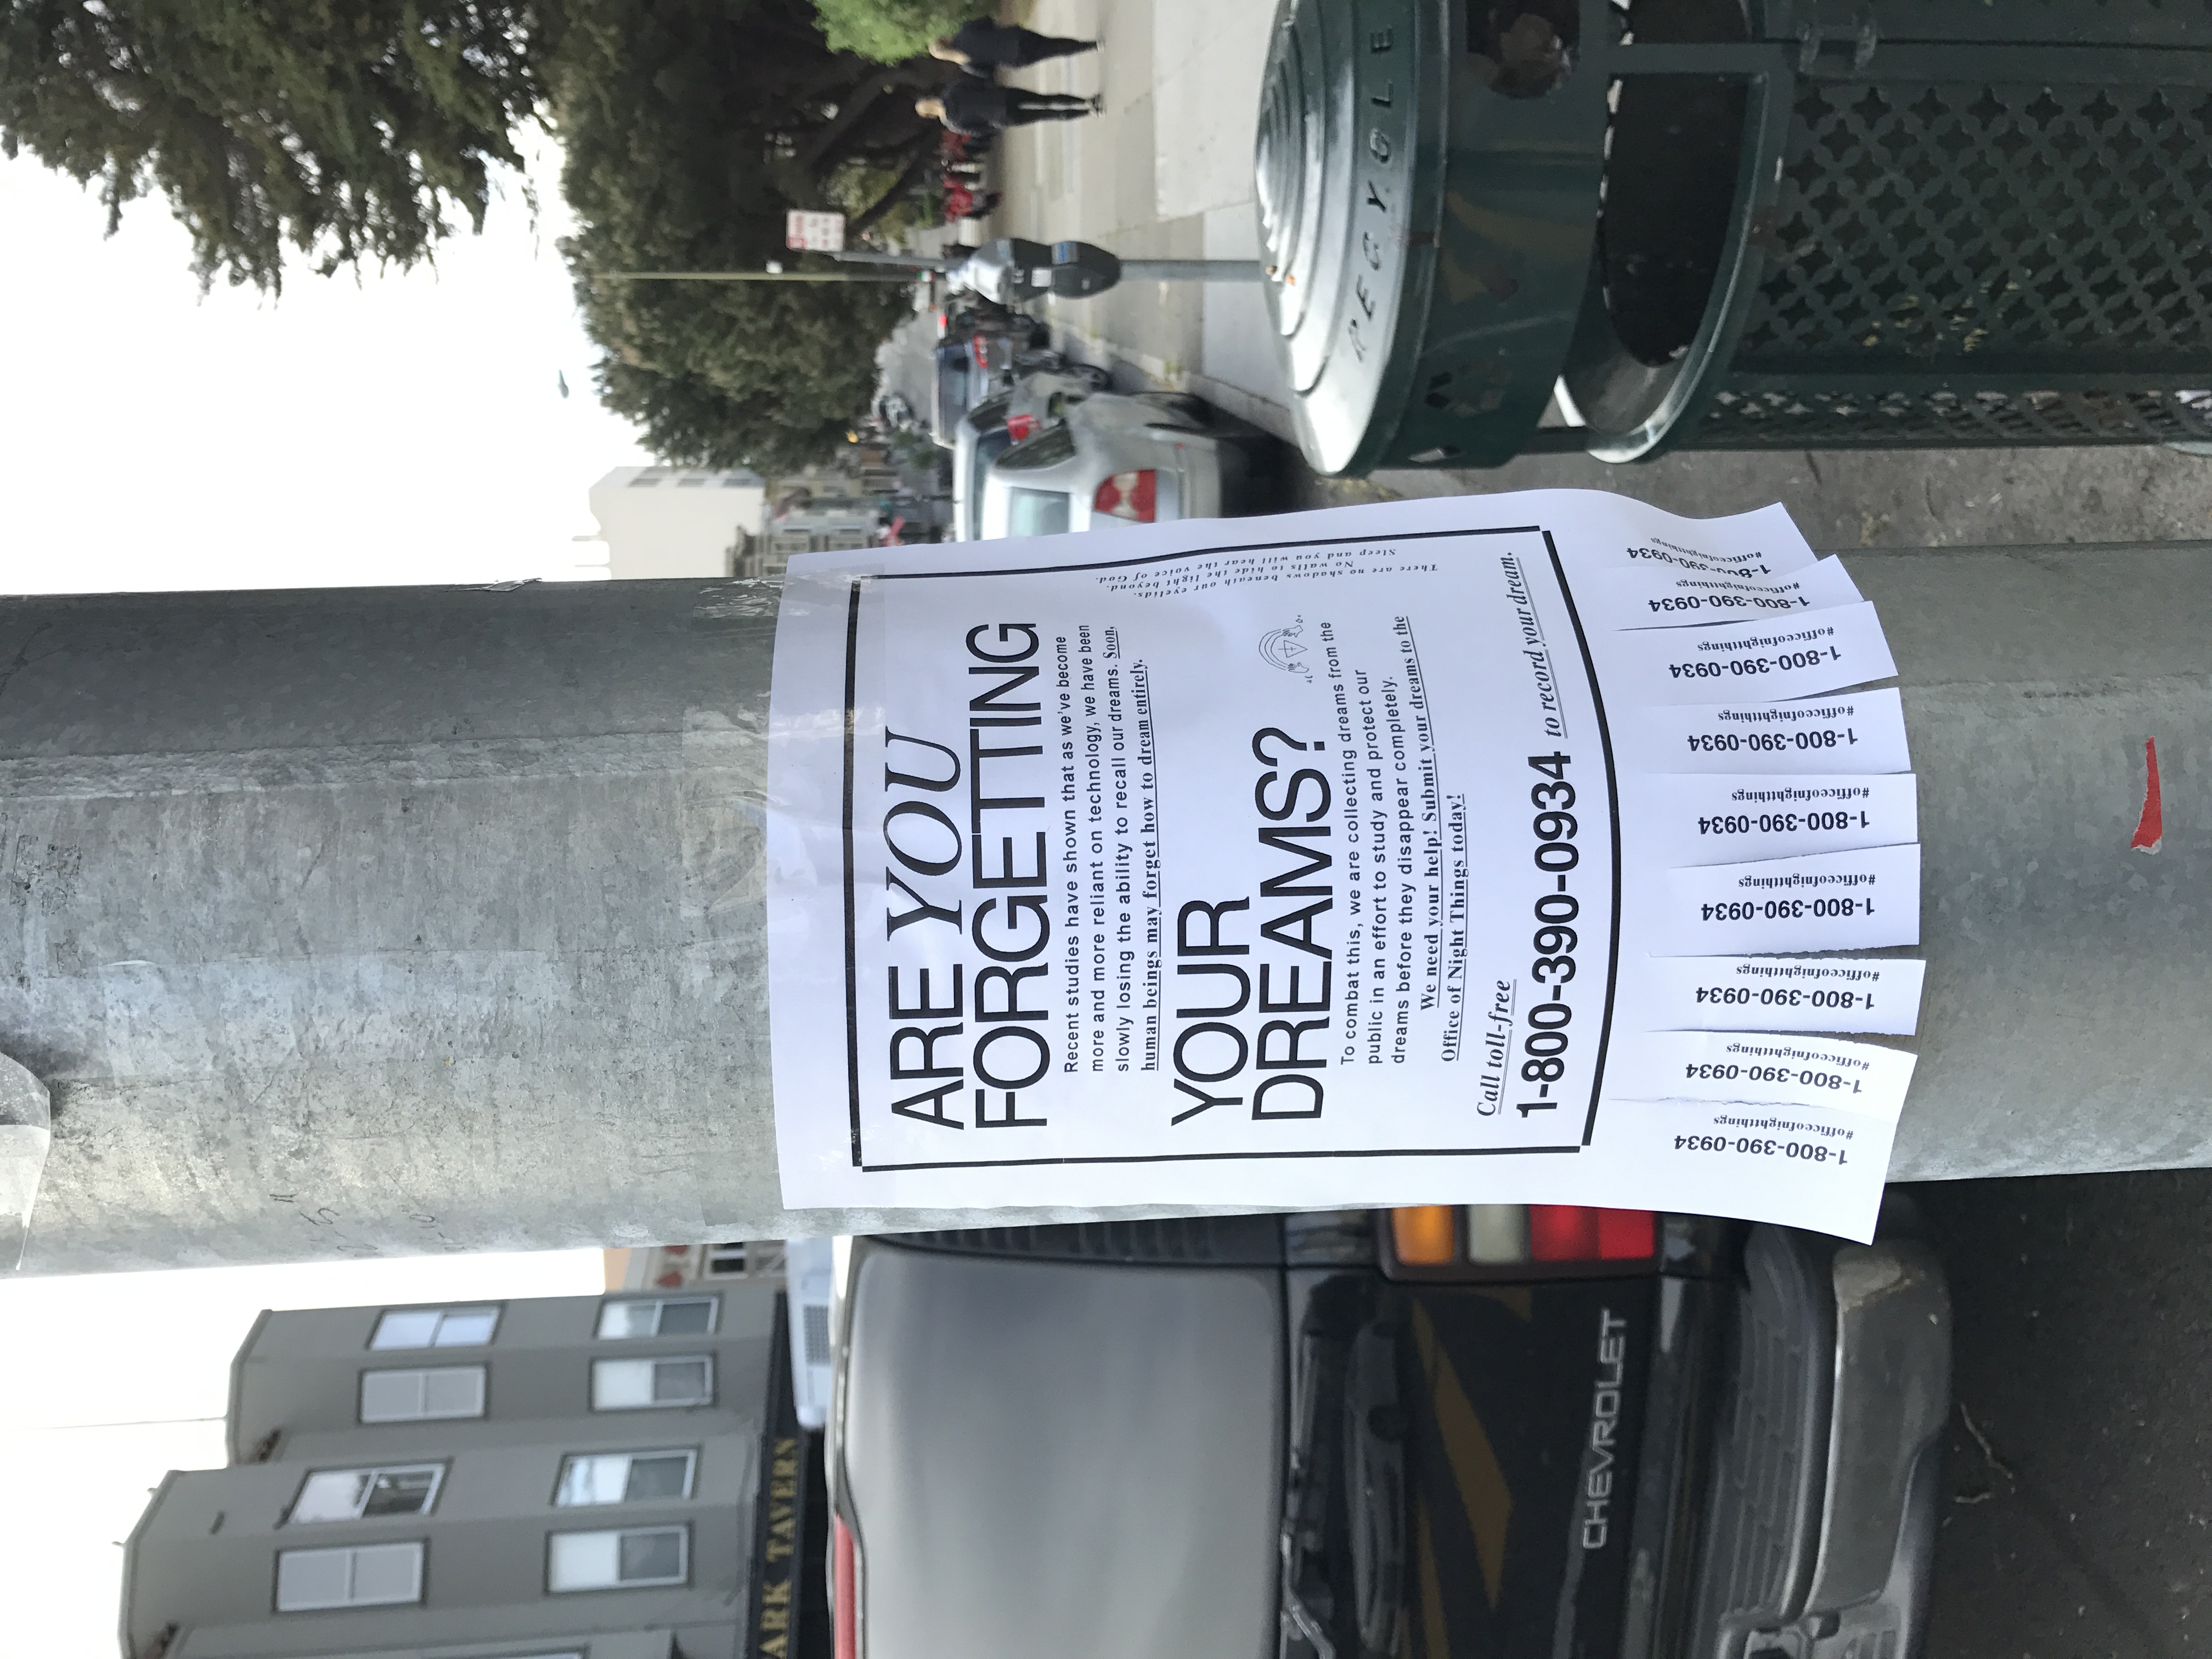 ARE YOU
FORGETTING
Recent studies have shown that as we've become
more and more reliant on technology, we have been
slowly losing the ability to recall our dreams. Soon,
human beings may forget how to dream entirely.
YOUR
DREAMS?
To combat this, we are collecting dreams from the
public in an effort to study and protect our
dreams before they disappear completely.
We need your help! Submit your dreams to the
Office of Night Things today!
Call toll-free
1-800-390-0934 to record your dream.
There are no shadows beneath our eyelids.
No walls to hide the light beyond.
Sleep and you will hear the voice of God.
1-800-390-0934
#officeofnightthings
1-800-390-0934
#officeofnightthings
1-800-390-0934
#officeofnightthings
1-800-390-0934
#officeofnightthings
1-800-390-0934
#officeofnightthings
1-800-390-0934
#officeofnightthings
1-800-390-0934
#officeofnightthings
1-800-390-0934
#officeofnightthings
1-800-390-0934
#officeofnightthings
RECYCLE
CHEVROLET
ARK TAVERN